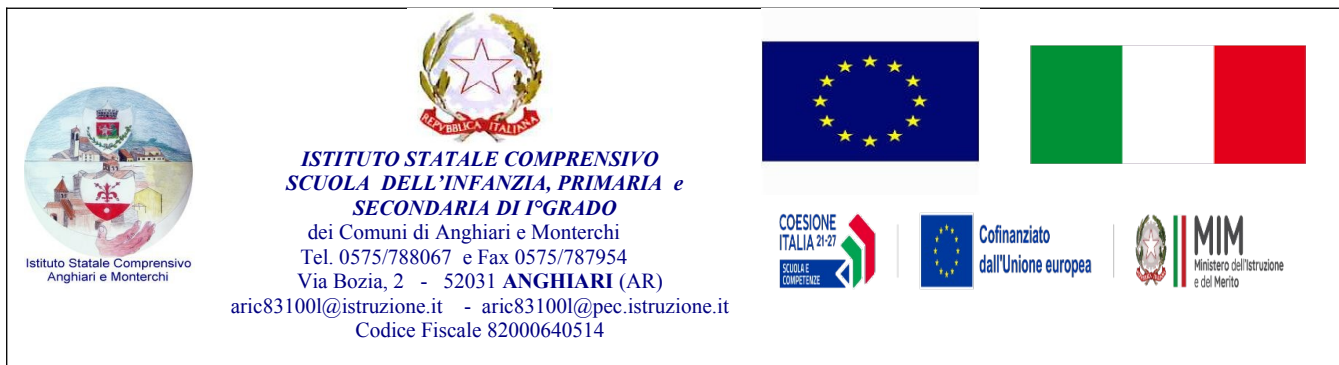 Istituto Statale Comprensivo
Anghiari e Monterchi
REPVBBLICA ITALIANA
ISTITUTO STATALE COMPRENSIVO
SCUOLA DELL'INFANZIA, PRIMARIA e
SECONDARIA DI I°GRADO
dei Comuni di Anghiari e Monterchi
Tel. 0575/788067 e Fax 0575/787954
Via Bozia, 2 - 52031 ANGHIARI (AR)
aric83100l@istruzione.it - aric83100l@pec.istruzione.it
Codice Fiscale 82000640514
COESIONE
ITALIA 21-27
SCUOLA E
COMPETENZE
Cofinanziato
dall'Unione europea
MIM
Ministero dell'Istruzione
e del Merito